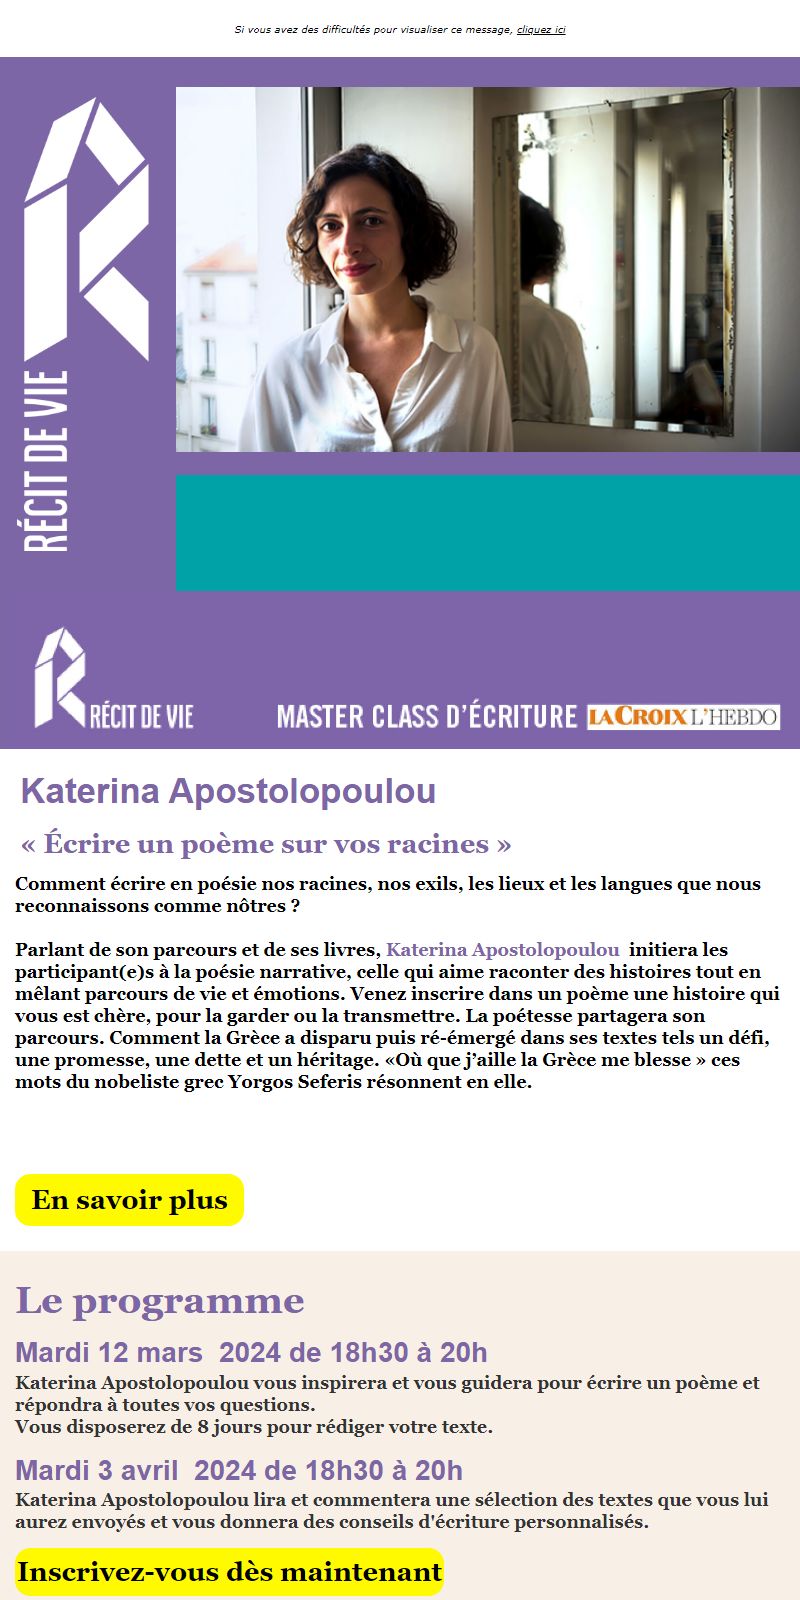 Si vous avez des difficultés pour visualiser ce message, cliquez ici
RÉCIT DE VIE
RÉCIT DE VIE
MASTER CLASS D'ÉCRITURE LACROIX L'HEBDO
Katerina Apostolopoulou
« Écrire un poème sur vos racines »
Comment écrire en poésie nos racines, nos exils, les lieux et les langues que nous
reconnaissons comme nôtres ?
Parlant de son parcours et de ses livres, Katerina Apostolopoulou  initiera les
participant(e)s à la poésie narrative, celle qui aime raconter des histoires tout en
mêlant parcours de vie et émotions. Venez inscrire dans un poème une histoire qui
vous est chère, pour la garder ou la transmettre. La poétesse partagera son
parcours. Comment la Grèce a disparu puis ré-émergé dans ses textes tels un défi,
une promesse, une dette et un héritage. «Où que j’aille la Grèce me blesse » ces
mots du nobeliste grec Yorgos Seferis résonnent en elle.
En savoir plus
Le programme
Mardi 12 mars  2024 de 18h30 à 20h
Katerina Apostolopoulou vous inspirera et vous guidera pour écrire un poème et
répondra à toutes vos questions.
Vous disposerez de 8 jours pour rédiger votre texte.
Mardi 3 avril  2024 de 18h30 à 20h
Katerina Apostolopoulou lira et commentera une sélection des textes que vous lui
aurez envoyés et vous donnera des conseils d'écriture personnalisés.
Inscrivez-vous dès maintenant